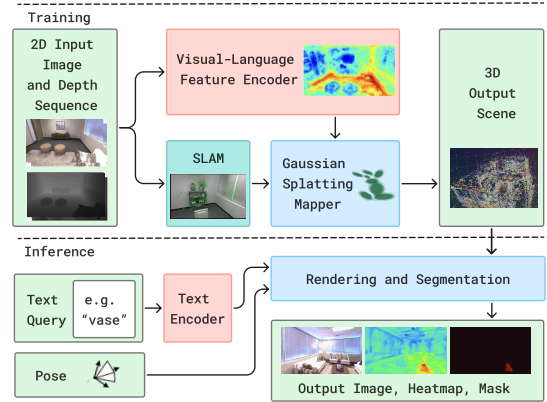 Training
2D Input
Image
and Depth
Sequence
Visual-Language
Feature Encoder
SLAM
Gaussian
Splatting
Mapper
3D
Output
Scene
Inference
Text
Query
e.g.
“vase”
Text
Encoder
Pose
Rendering and Segmentation
Output Image, Heatmap, Mask